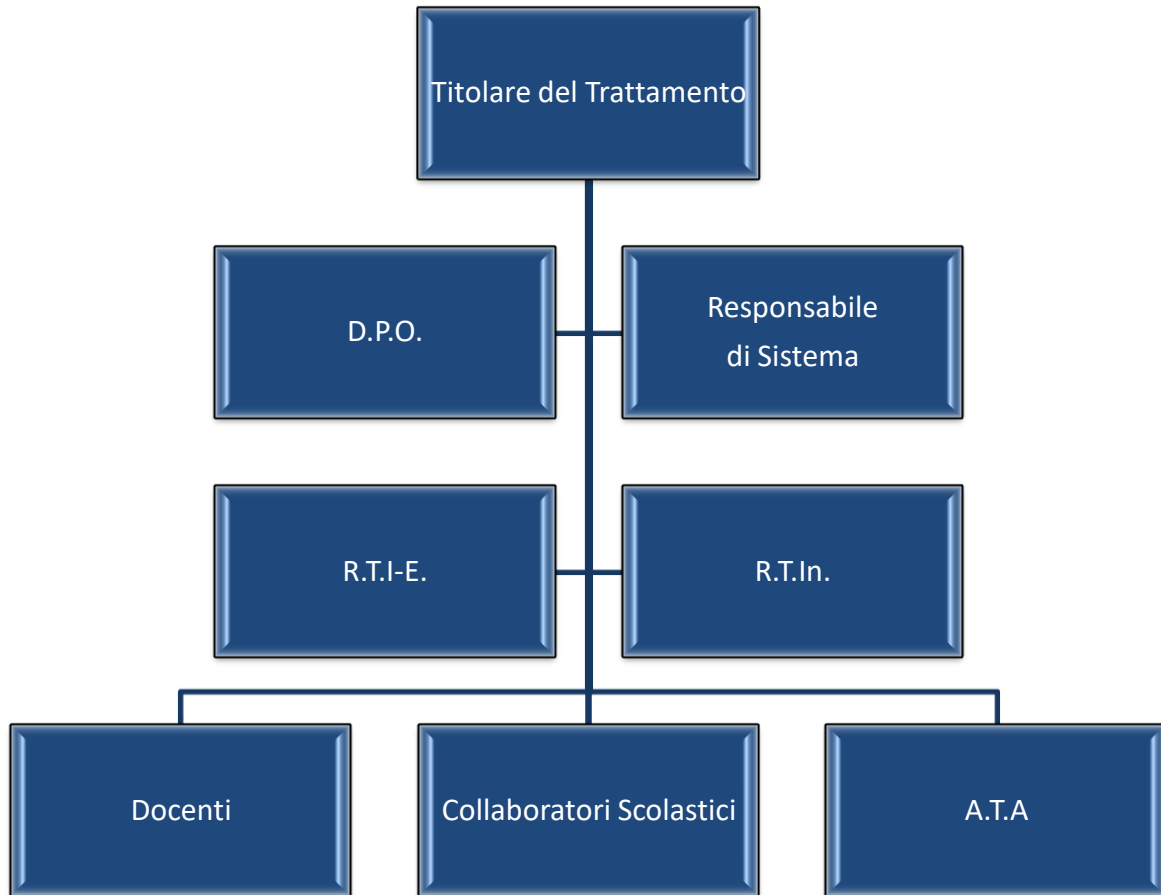 Titolare del Trattamento
D.P.O.
Responsabile
di Sistema
R.T.I-E.
R.T.In.
Docenti
Collaboratori Scolastici
A.T.A